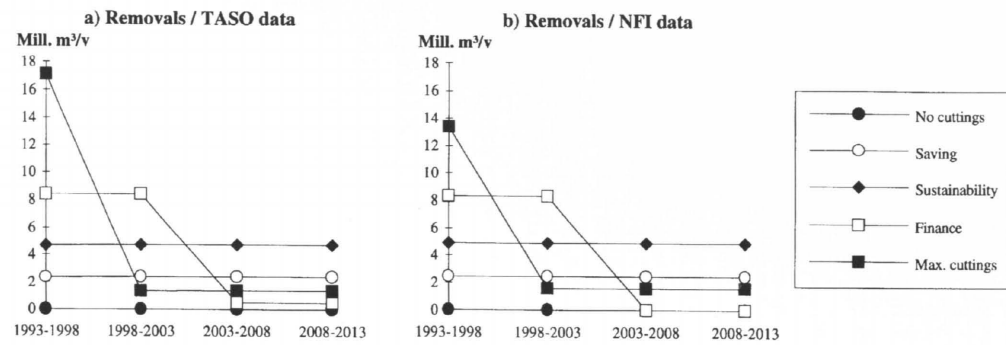 a) Removals / TASO data
Mill. m³/v
18
16
14
12
10
8
6
4
2
0
1993-1998 1998-2003 2003-2008 2008-2013
b) Removals / NFI data
Mill. m³/v
18
16
14
12
10
8
6
4
2
0
1993-1998 1998-2003 2003-2008 2008-2013
No cuttings
Saving
Sustainability
Finance
Max. cuttings